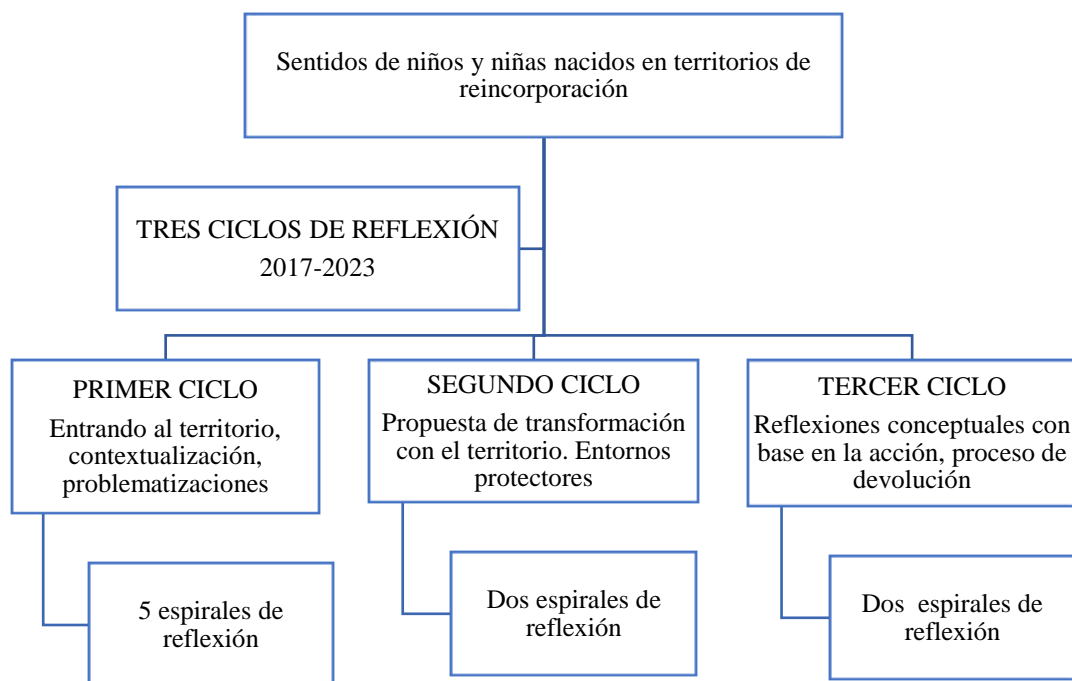 Sentidos de niños y niñas nacidos en territorios de
reincorporación
TRES CICLOS DE REFLEXIÓN
2017-2023
PRIMER CICLO
Entrando al territorio,
contextualización,
problematizaciones
SEGUNDO CICLO
Propuesta de transformación
con el territorio. Entornos
protectores
TERCER CICLO
Reflexiones conceptuales con
base en la acción, proceso de
devolución
5 espirales de
reflexión
Dos espirales de
reflexión
Dos espirales de
reflexión